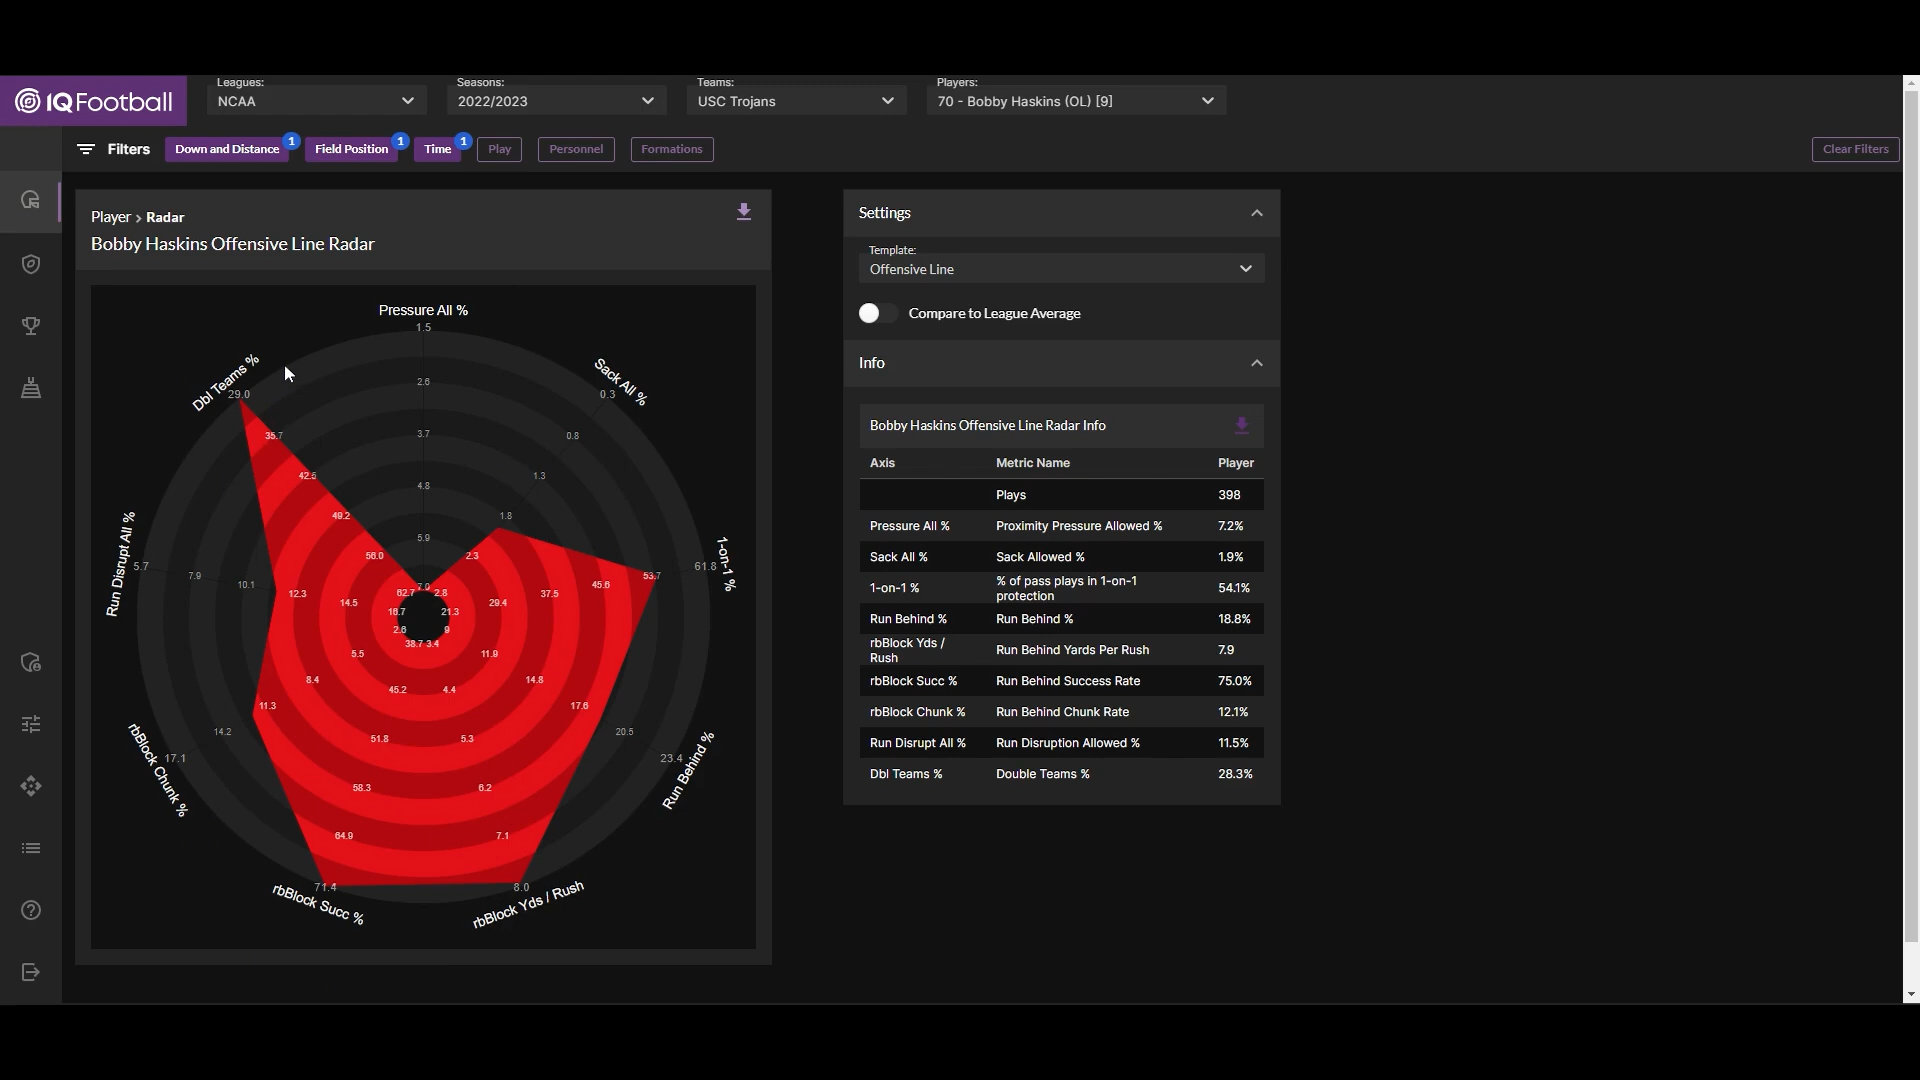 IQFootball
Leagues:
NCAA
Seasons:
2022/2023
Teams:
USC Trojans
Players:
70 - Bobby Haskins (OL) [9]
Filters
Down and Distance
1
Field Position
1
Time
1
Play
Personnel
Formations
Clear Filters
Player > Radar
Bobby Haskins Offensive Line Radar
Pressure All %
1.5
2.6
3.7
4.8
5.9
7.0
Sack All %
0.3
0.8
1.3
1.8
2.3
2.8
1-on-1 %
61.8
53.7
45.6
37.5
29.4
21.3
Run Behind %
23.4
20.5
17.6
14.8
11.9
9
rbBlock Yds / Rush
8.0
7.1
6.2
5.3
4.4
3.4
rbBlock Succ %
71.4
64.9
58.3
51.8
45.2
38.7
rbBlock Chunk %
17.1
14.2
11.3
8.4
5.5
2.6
Run Disrupt All %
5.7
7.9
10.1
12.3
14.5
16.7
Dbl Teams %
29.0
35.7
42.5
49.2
56.0
62.7
Settings
Template:
Offensive Line
Compare to League Average
Info
Bobby Haskins Offensive Line Radar Info
Axis Metric Name Player
Plays 398
Pressure All % Proximity Pressure Allowed % 7.2%
Sack All % Sack Allowed % 1.9%
1-on-1 % % of pass plays in 1-on-1 protection 54.1%
Run Behind % Run Behind % 18.8%
rbBlock Yds / Rush Run Behind Yards Per Rush 7.9
rbBlock Succ % Run Behind Success Rate 75.0%
rbBlock Chunk % Run Behind Chunk Rate 12.1%
Run Disrupt All % Run Disruption Allowed % 11.5%
Dbl Teams % Double Teams % 28.3%